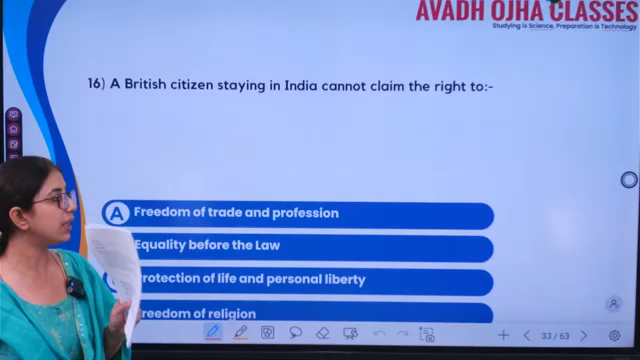 AVADH OJHA CLASSES
Studying is Science, Preparation is Technology
16) A British citizen staying in India cannot claim the right to:-
A Freedom of trade and profession
Equality before the Law
Protection of life and personal liberty
Freedom of religion
33 / 63